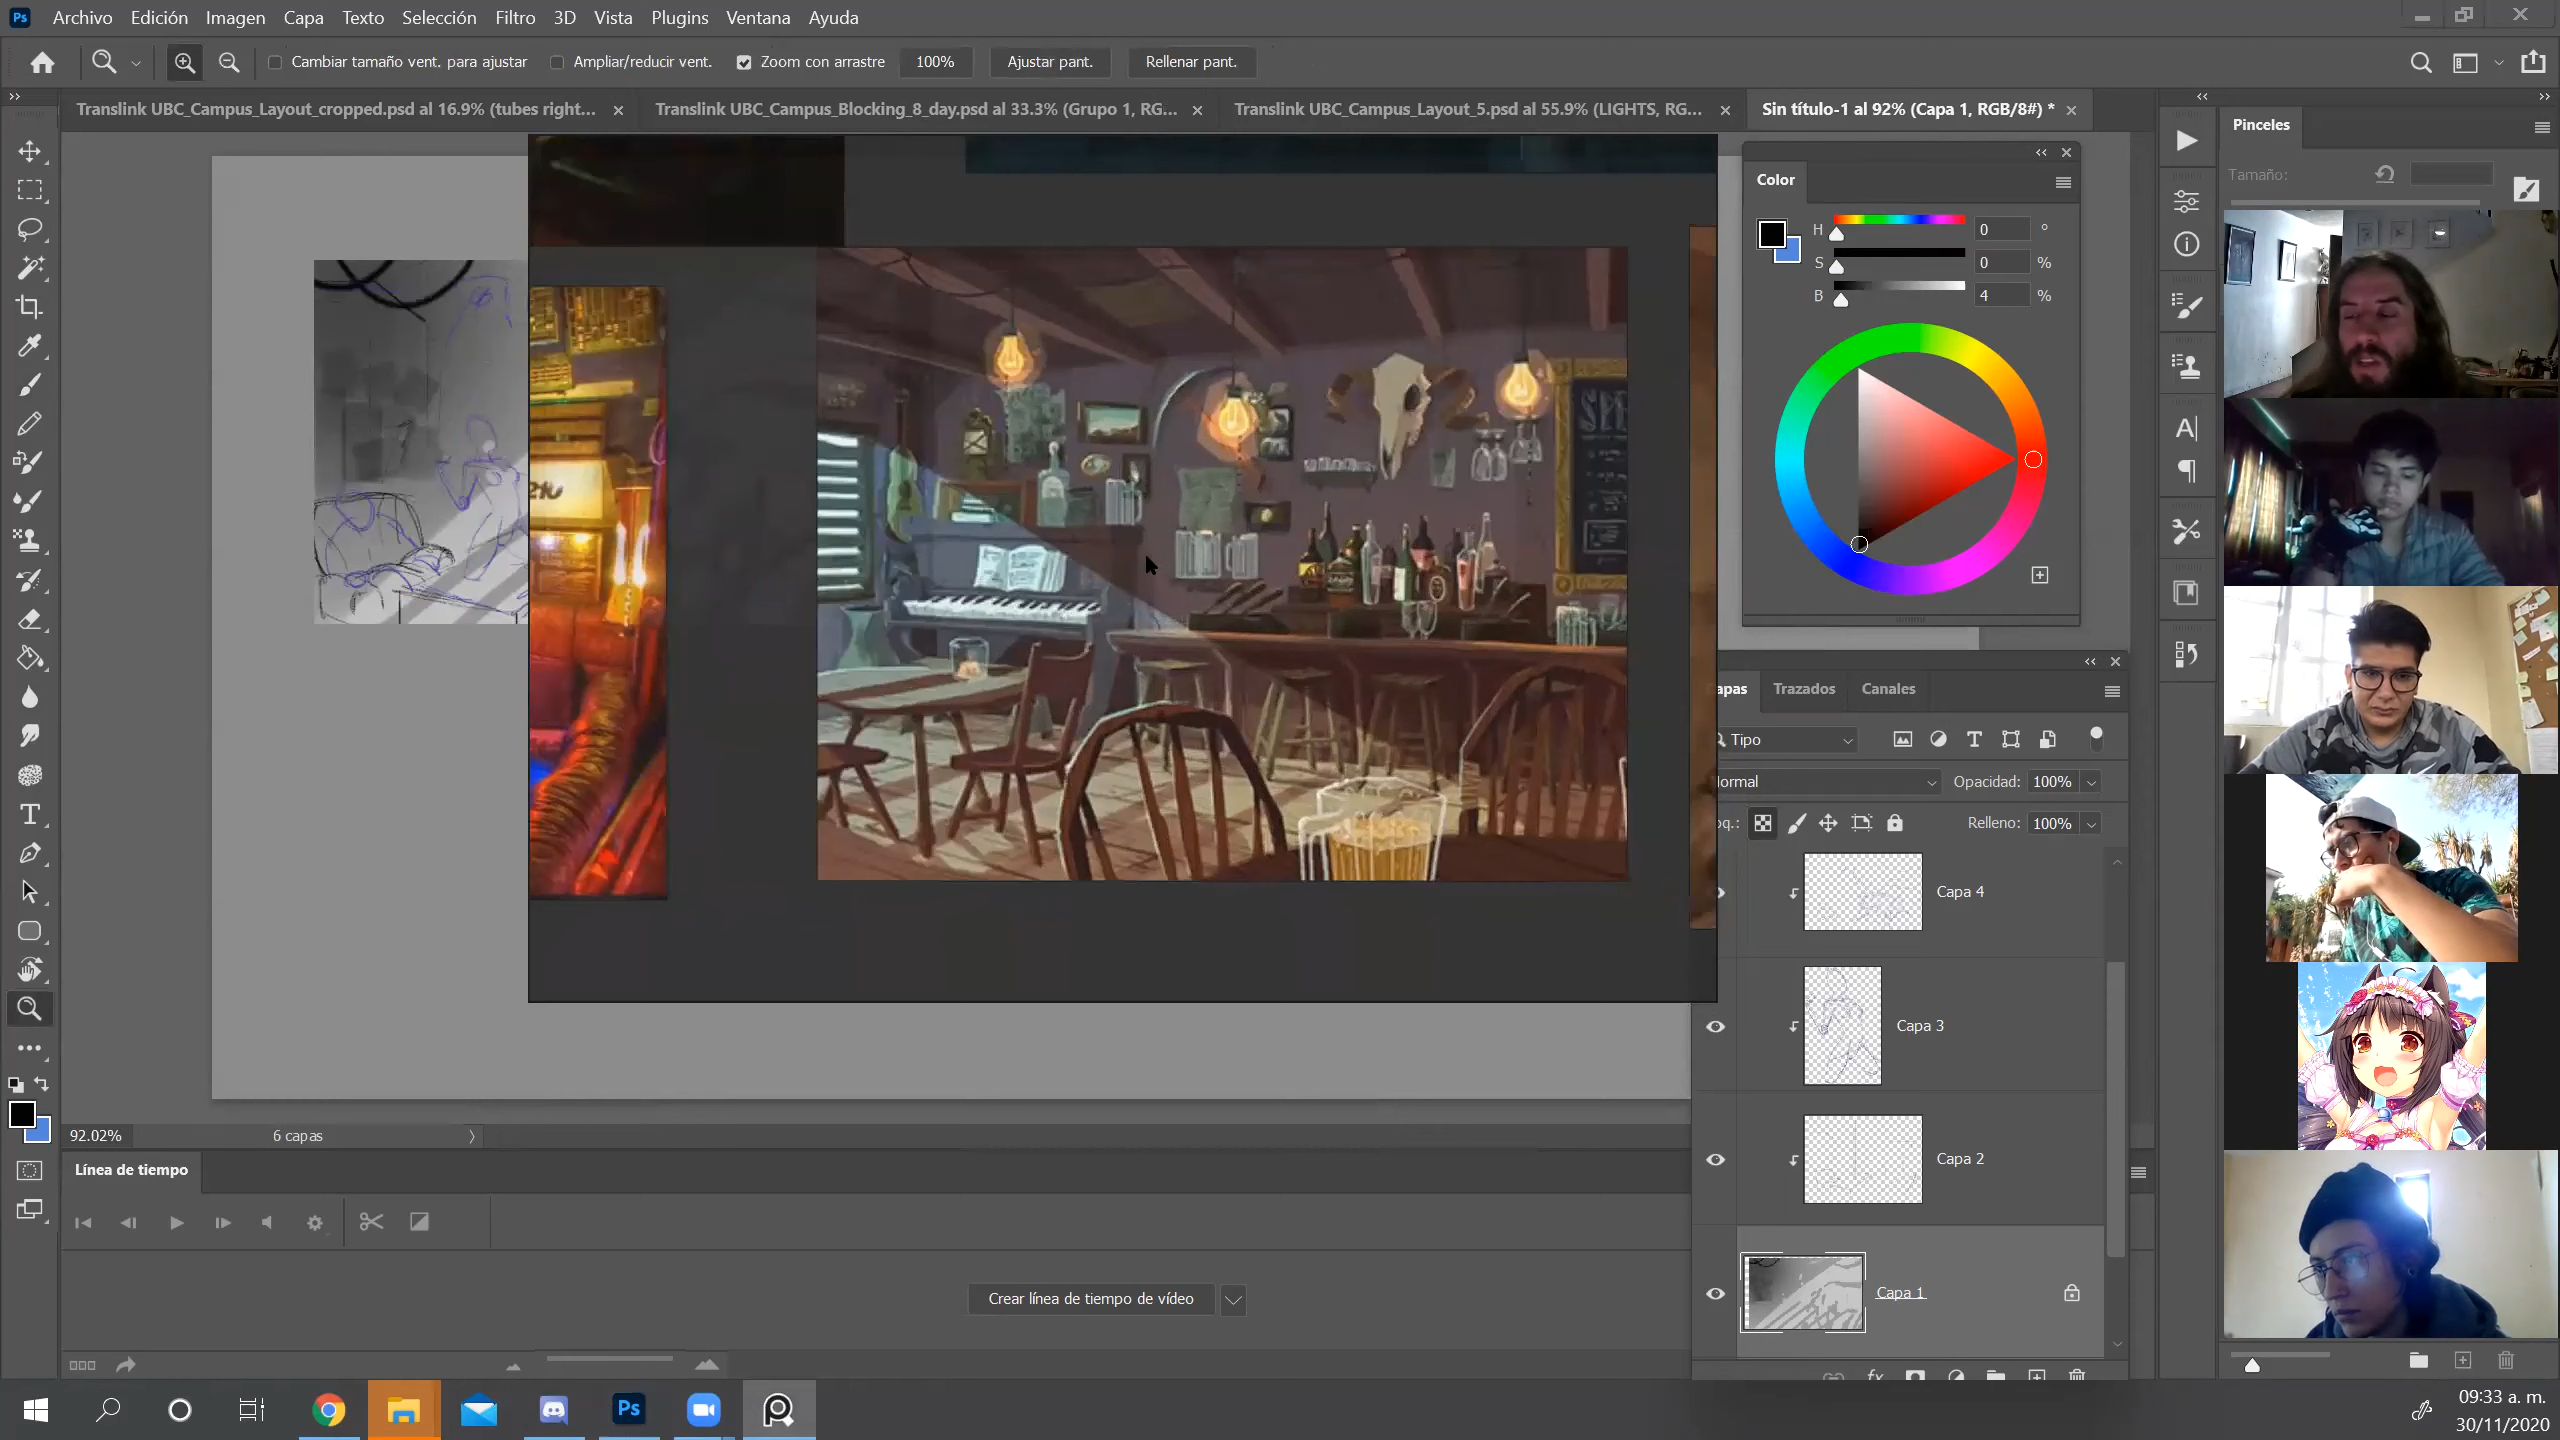 Ps Archivo Edición Imagen Capa Texto Selección Filtro 3D Vista Plugins Ventana Ayuda
Cambiar tamaño vent. para ajustar Ampliar/reducir vent. Zoom con arrastre 100% Ajustar pant. Rellenar pant.
Translink UBC_Campus_Layout_cropped.psd al 16.9% (tubes right... Translink UBC_Campus_Blocking_8_day.psd al 33.3% (Grupo 1, RG... Translink UBC_Campus_Layout_5.psd al 55.9% (LIGHTS, RG... Sin título-1 al 92% (Capa 1, RGB/8#) *
Pinceles
Tamaño:
Color
H 0 °
S 0 %
B 4 %
apas Trazados Canales
Tipo
ormal Opacidad: 100%
oq.: Relleno: 100%
Capa 4
Capa 3
Capa 2
Capa 1
fx
92.02% 6 capas
Línea de tiempo
Crear línea de tiempo de vídeo
Ps
09:33 a. m.
30/11/2020